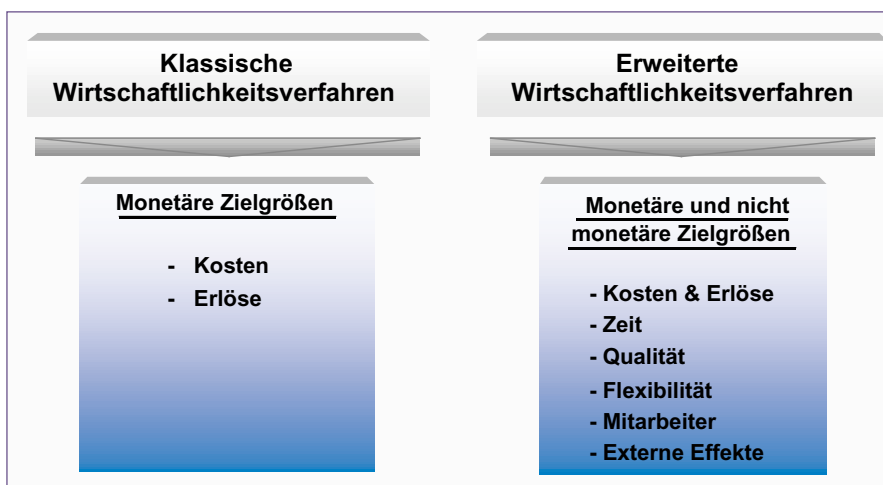 Klassische
Wirtschaftlichkeitsverfahren
Monetäre Zielgrößen
- Kosten
- Erlöse
Erweiterte
Wirtschaftlichkeitsverfahren
Monetäre und nicht
monetäre Zielgrößen
- Kosten & Erlöse
- Zeit
- Qualität
- Flexibilität
- Mitarbeiter
- Externe Effekte